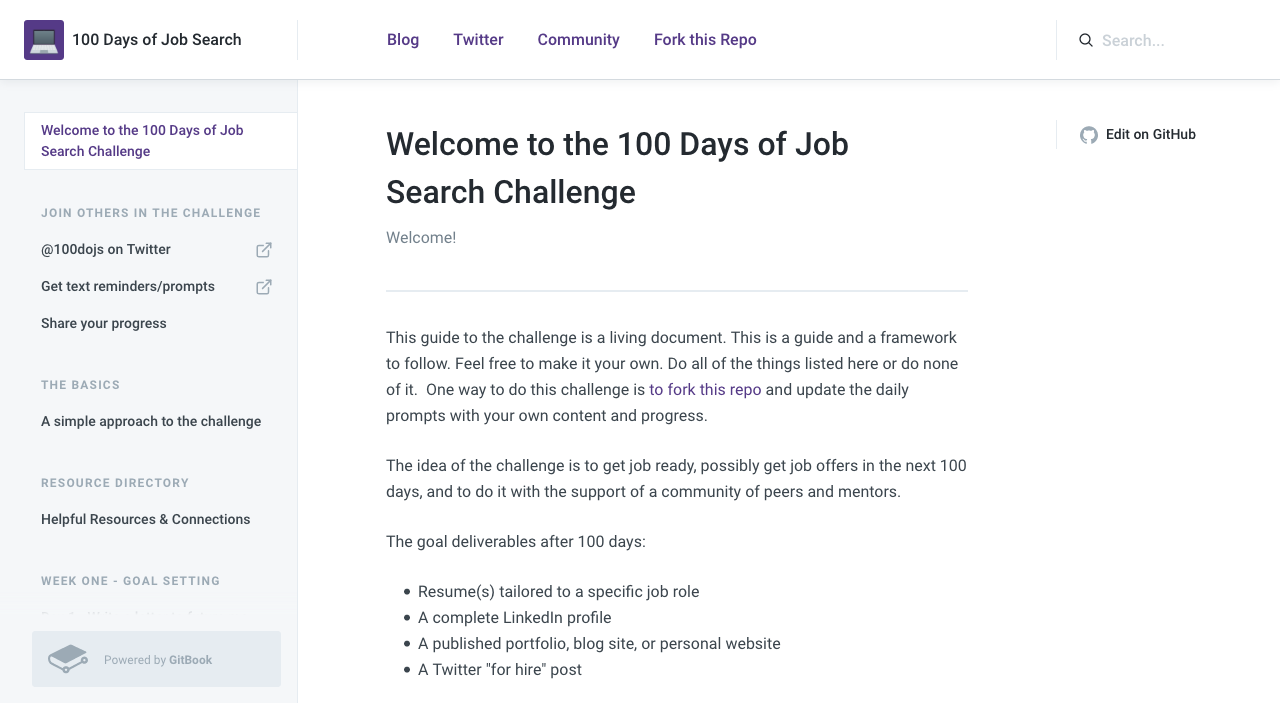 100 Days of Job Search
Blog
Twitter
Community
Fork this Repo
Search...
Welcome to the 100 Days of Job
Search Challenge
JOIN OTHERS IN THE CHALLENGE
@100dojs on Twitter
Get text reminders/prompts
Share your progress
THE BASICS
A simple approach to the challenge
RESOURCE DIRECTORY
Helpful Resources & Connections
WEEK ONE - GOAL SETTING
Powered by GitBook
Welcome to the 100 Days of Job
Search Challenge
Welcome!
This guide to the challenge is a living document. This is a guide and a framework
to follow. Feel free to make it your own. Do all of the things listed here or do none
of it.  One way to do this challenge is to fork this repo and update the daily
prompts with your own content and progress.
The idea of the challenge is to get job ready, possibly get job offers in the next 100
days, and to do it with the support of a community of peers and mentors.
The goal deliverables after 100 days:
• Resume(s) tailored to a specific job role
• A complete LinkedIn profile
• A published portfolio, blog site, or personal website
• A Twitter "for hire" post
Edit on GitHub